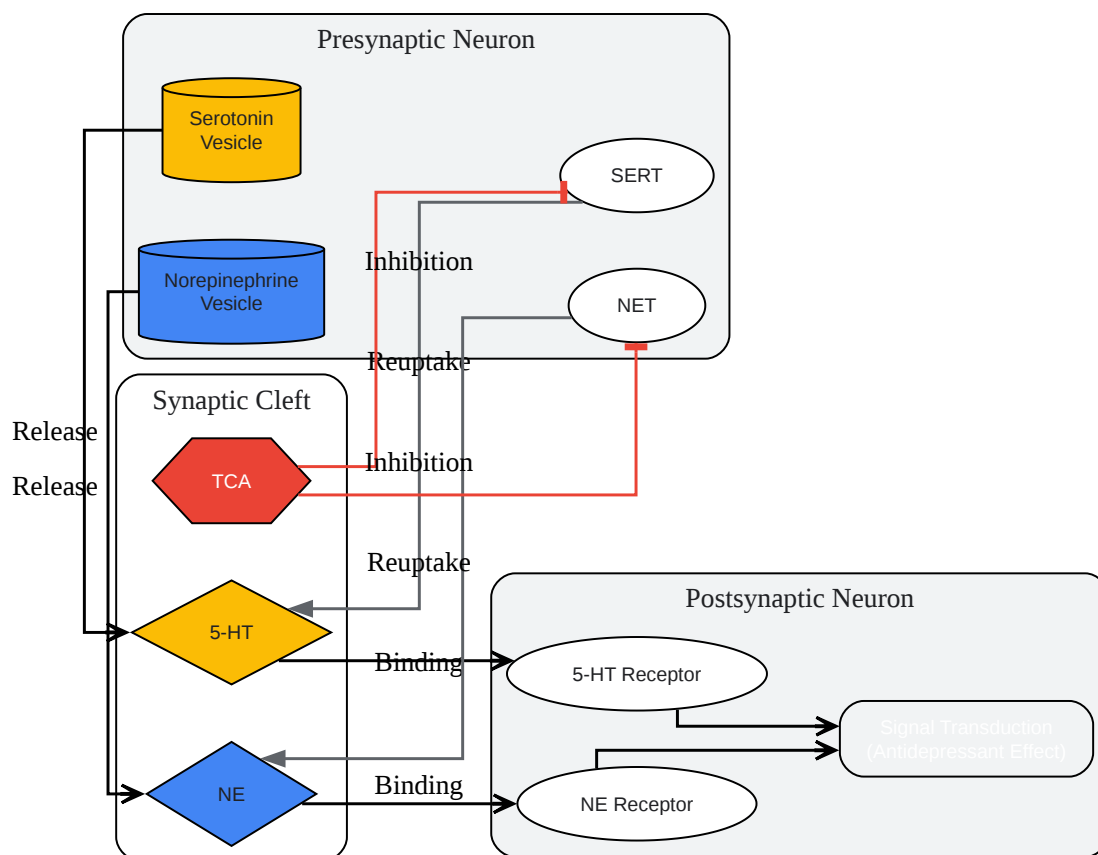 Presynaptic Neuron
Serotonin
Vesicle
SERT
Inhibition
Norepinephrine
Vesicle
NET
Reuptake
Synaptic Cleft
Release
TCA
Inhibition
Release
Reuptake
Postsynaptic Neuron
5-HT
Binding
5-HT Receptor
Signal Transduction
(Antidepressant Effect)
NE
Binding
NE Receptor